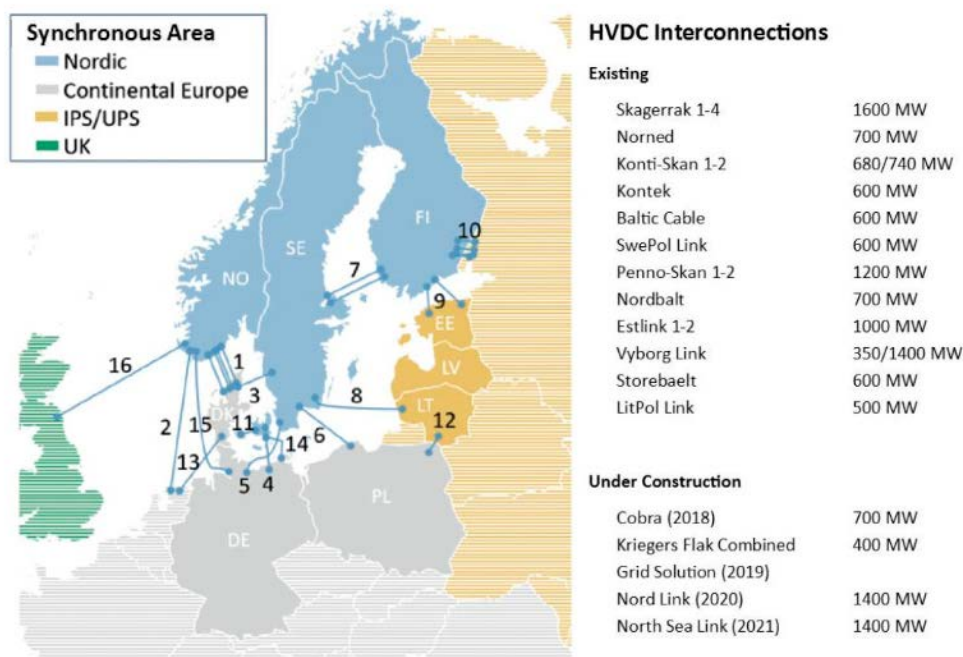 Synchronous Area
Nordic
Continental Europe
IPS/UPS
UK
FI
10
SE
7
NO
9
EE
16
1
LV
3
8
DK
LT
2
15
11
6
12
14
13
5
4
PL
DE
HVDC Interconnections
Existing
Skagerrak 1-4 1600 MW
Norned 700 MW
Konti-Skan 1-2 680/740 MW
Kontek 600 MW
Baltic Cable 600 MW
SwePol Link 600 MW
Penno-Skan 1-2 1200 MW
Nordbalt 700 MW
Estlink 1-2 1000 MW
Vyborg Link 350/1400 MW
Storebaelt 600 MW
LitPol Link 500 MW
Under Construction
Cobra (2018) 700 MW
Kriegers Flak Combined 400 MW
Grid Solution (2019)
Nord Link (2020) 1400 MW
North Sea Link (2021) 1400 MW